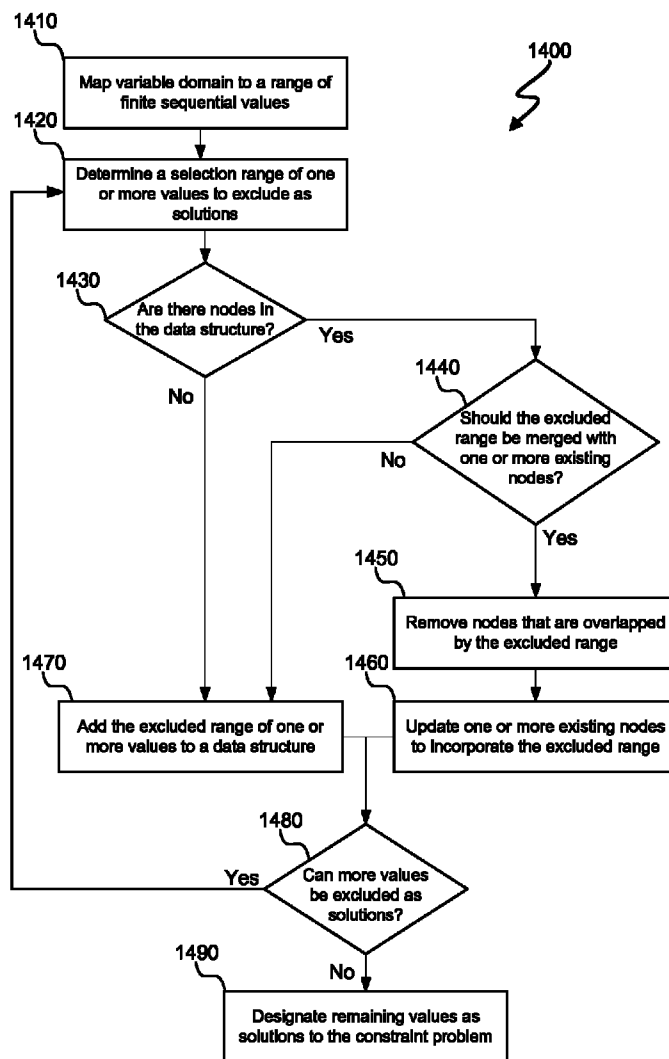 1410
1400
Map variable domain to a range of
finite sequential values
1420
Determine a selection range of one
or more values to exclude as
solutions
1430
Are there nodes in
the data structure?
Yes
No
1440
Should the excluded
range be merged with
one or more existing
nodes?
No
Yes
1450
Remove nodes that are overlapped
by the excluded range
1470
1460
Add the excluded range of one or
more values to a data structure
Update one or more existing nodes
to incorporate the excluded range
1480
Can more values
be excluded as
solutions?
Yes
No
1490
Designate remaining values as
solutions to the constraint problem